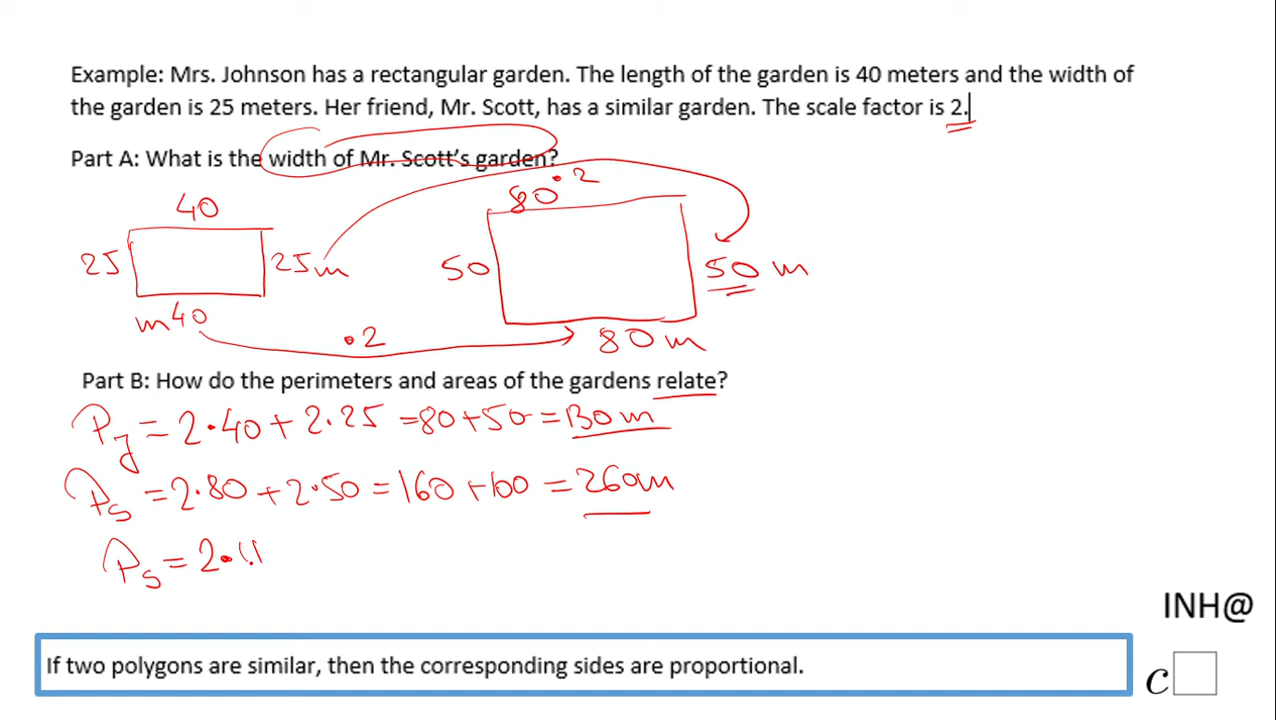 Example: Mrs. Johnson has a rectangular garden. The length of the garden is 40 meters and the width of
the garden is 25 meters. Her friend, Mr. Scott, has a similar garden. The scale factor is 2.
Part A: What is the width of Mr. Scott's garden?
40
80 · 2
25
25m
50
50 m
m40
· 2
80 m
Part B: How do the perimeters and areas of the gardens relate?
PJ = 2·40 + 2·25 = 80 + 50 = 130m
Ps = 2·80 + 2·50 = 160 + 100 = 260m
Ps = 2·
INH@
If two polygons are similar, then the corresponding sides are proportional.
c